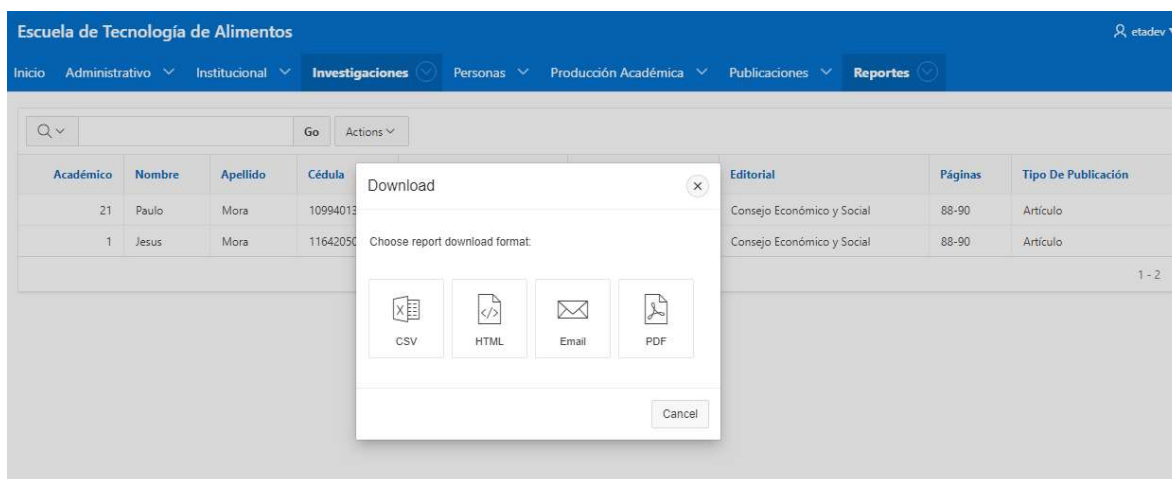 Escuela de Tecnología de Alimentos
etadev
Inicio Administrativo Institucional Investigaciones Personas Producción Académica Publicaciones Reportes
Go Actions
Académico Nombre Apellido Cédula Editorial Páginas Tipo De Publicación
21 Paulo Mora 10994013 Consejo Económico y Social 88-90 Artículo
1 Jesus Mora 11642050 Consejo Económico y Social 88-90 Artículo
1 - 2
Download
Choose report download format:
CSV HTML Email PDF
Cancel